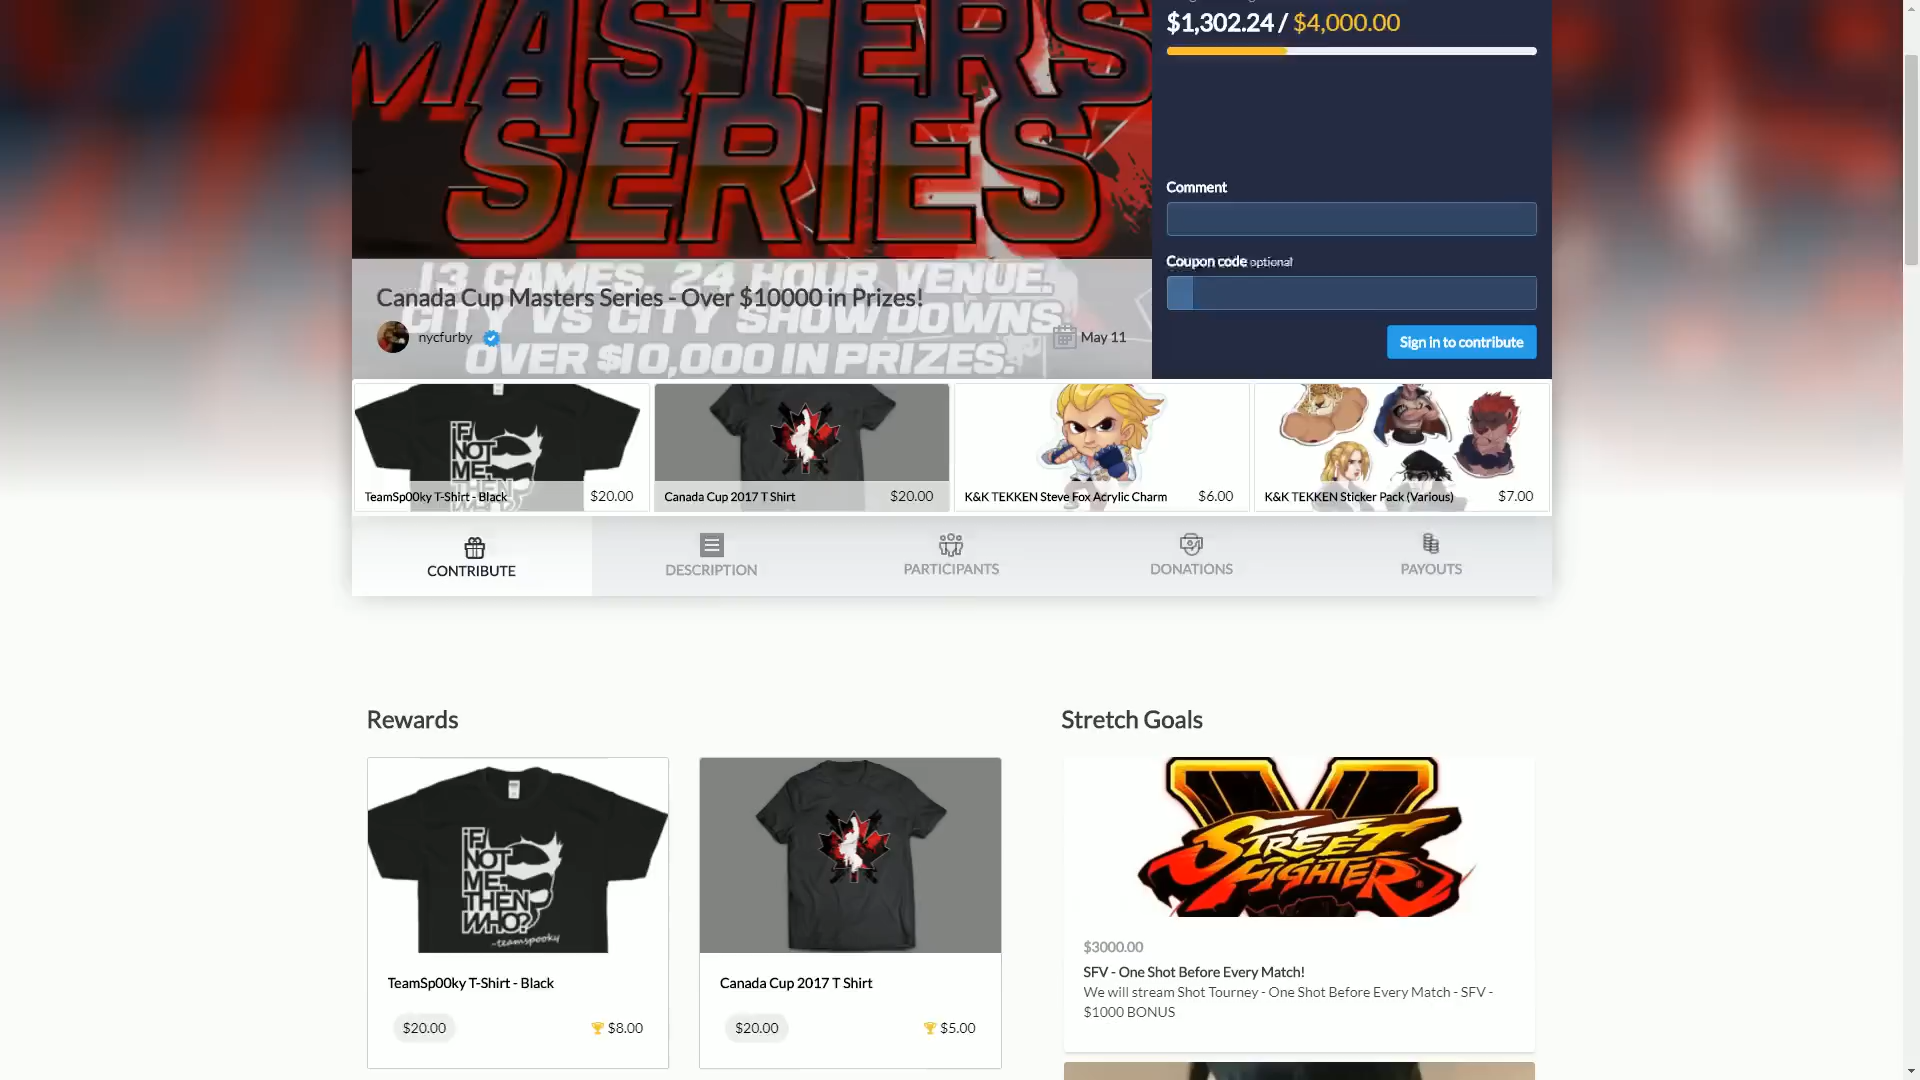 MASTERS
SERIES
$1,302.24 / $4,000.00
Comment
Coupon code optional
Sign in to contribute
13 GAMES, 24 HOUR VENUE.
CITY VS CITY SHOWDOWNS
OVER $10,000 IN PRIZES.
Canada Cup Masters Series - Over $10000 in Prizes!
nycfurby
May 11
IF
NOT
ME,
THEN
TeamSp00ky T-Shirt - Black
$20.00
Canada Cup 2017 T Shirt
$20.00
K&K TEKKEN Steve Fox Acrylic Charm
$6.00
K&K TEKKEN Sticker Pack (Various)
$7.00
CONTRIBUTE
DESCRIPTION
PARTICIPANTS
DONATIONS
PAYOUTS
Rewards
IF
NOT
ME,
THEN
WHO?
-teamspooky
TeamSp00ky T-Shirt - Black
$20.00
$8.00
Canada Cup 2017 T Shirt
$20.00
$5.00
Stretch Goals
V
STREET
FIGHTER
$3000.00
SFV - One Shot Before Every Match!
We will stream Shot Tourney - One Shot Before Every Match - SFV -
$1000 BONUS